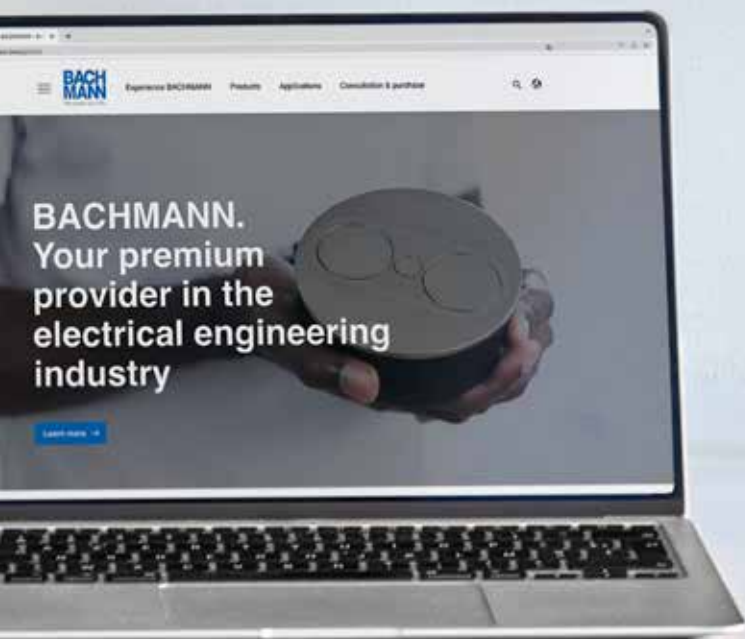 BACH
MANN
Experience BACHMANN Products Applications Consultation & purchase
BACHMANN.
Your premium
provider in the
electrical engineering
industry
Learn more →